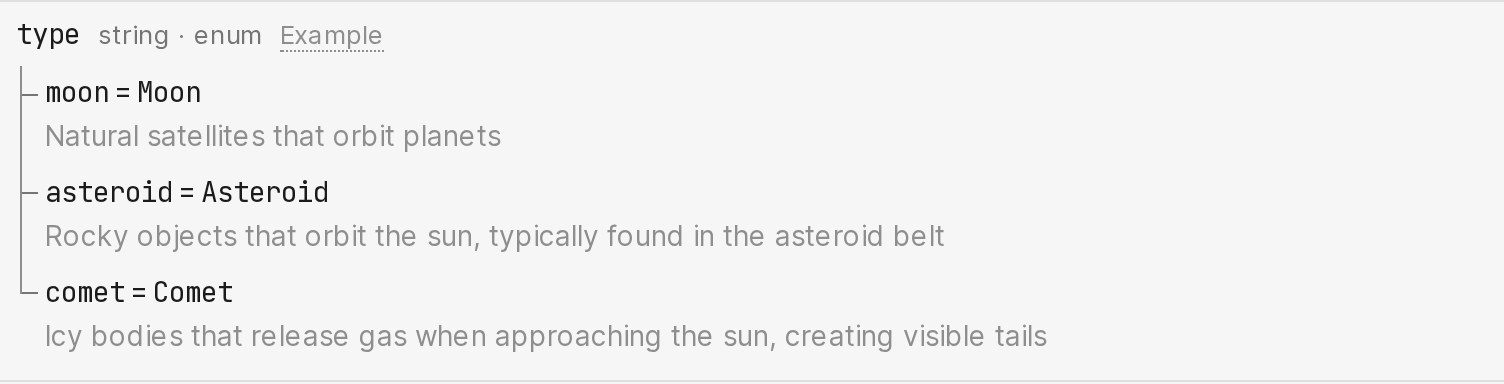 type string · enum Example
moon = Moon
Natural satellites that orbit planets
asteroid = Asteroid
Rocky objects that orbit the sun, typically found in the asteroid belt
comet = Comet
Icy bodies that release gas when approaching the sun, creating visible tails